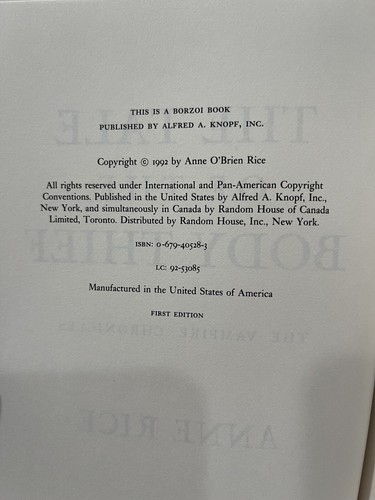 THIS IS A BORZOI BOOK
PUBLISHED BY ALFRED A. KNOPF, INC.
Copyright © 1992 by Anne O'Brien Rice
All rights reserved under International and Pan-American Copyright
Conventions. Published in the United States by Alfred A. Knopf, Inc.,
New York, and simultaneously in Canada by Random House of Canada
Limited, Toronto. Distributed by Random House, Inc., New York.
ISBN: 0-679-40528-3
LC: 92-53085
Manufactured in the United States of America
FIRST EDITION